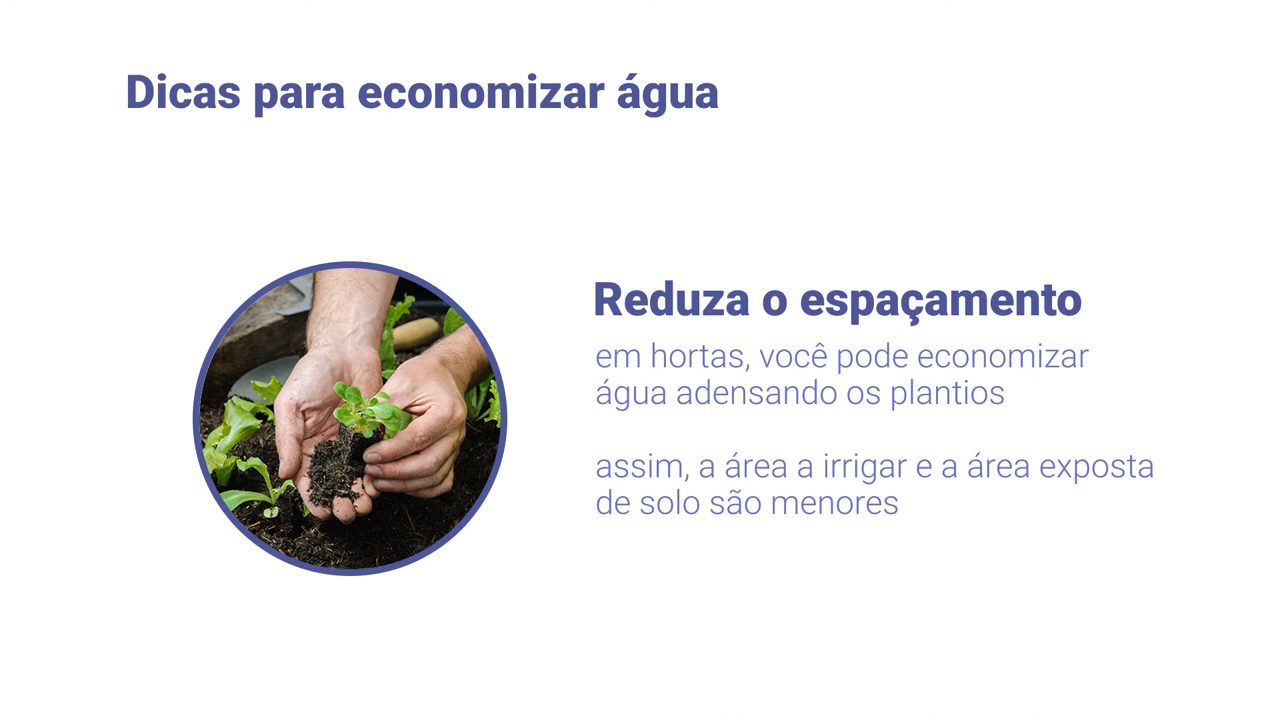 Dicas para economizar água
Reduza o espaçamento
em hortas, você pode economizar
água adensando os plantios
assim, a área a irrigar e a área exposta
de solo são menores